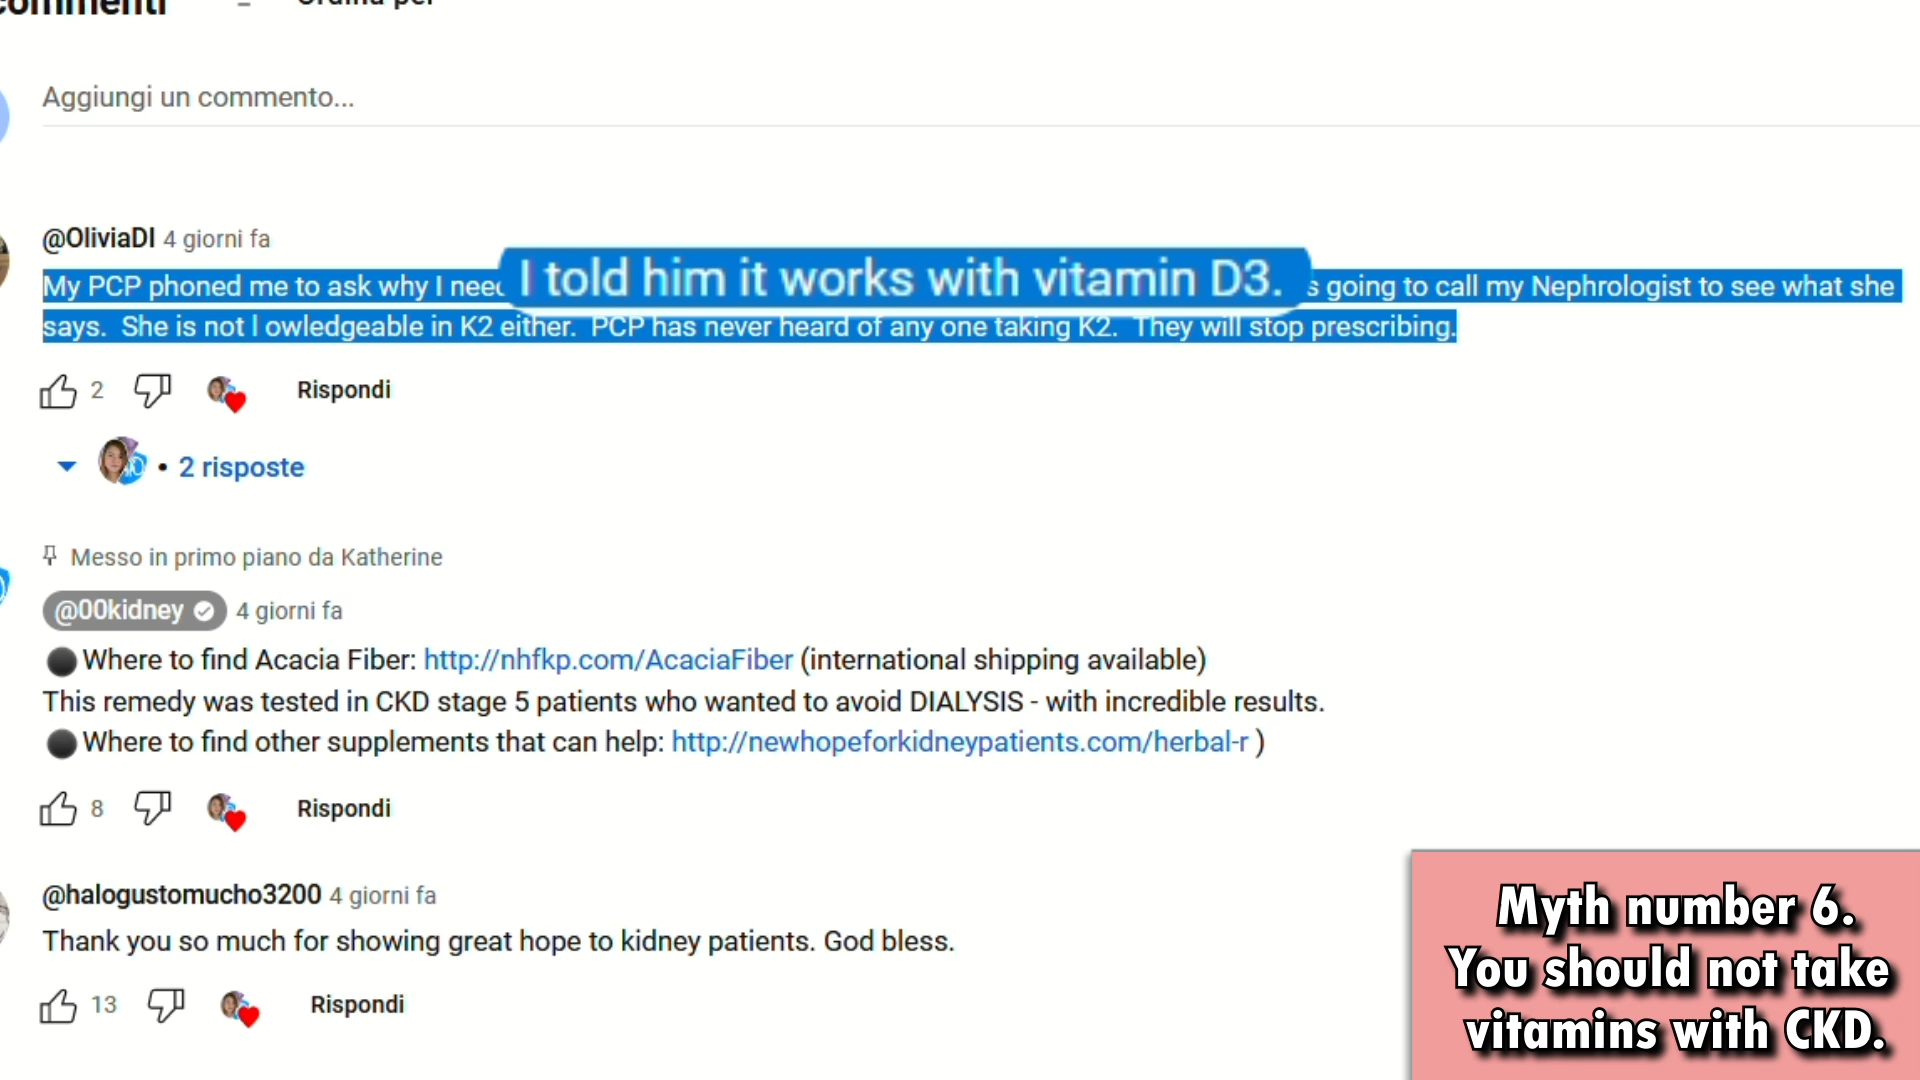 commenti
Ordina per
Aggiungi un commento...
@OliviaDI 4 giorni fa
My PCP phoned me to ask why I need I told him it works with vitamin D3. going to call my Nephrologist to see what she
says. She is not l owledgeable in K2 either. PCP has never heard of any one taking K2. They will stop prescribing.
2 Rispondi
• 2 risposte
Messo in primo piano da Katherine
@00kidney 4 giorni fa
Where to find Acacia Fiber: http://nhfkp.com/AcaciaFiber (international shipping available)
This remedy was tested in CKD stage 5 patients who wanted to avoid DIALYSIS - with incredible results.
Where to find other supplements that can help: http://newhopeforkidneypatients.com/herbal-r )
8 Rispondi
@halogustomucho3200 4 giorni fa
Thank you so much for showing great hope to kidney patients. God bless.
13 Rispondi
Myth number 6.
You should not take
vitamins with CKD.